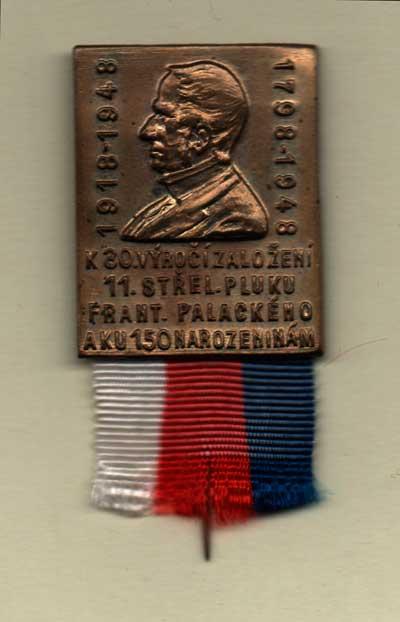 1918-1948
1798-1948
K 30.VÝROČÍ ZALOŽENÍ
11. STŘEL. PLUKU
FRANT. PALACKÉHO
A KU 150 NAROZENINÁM